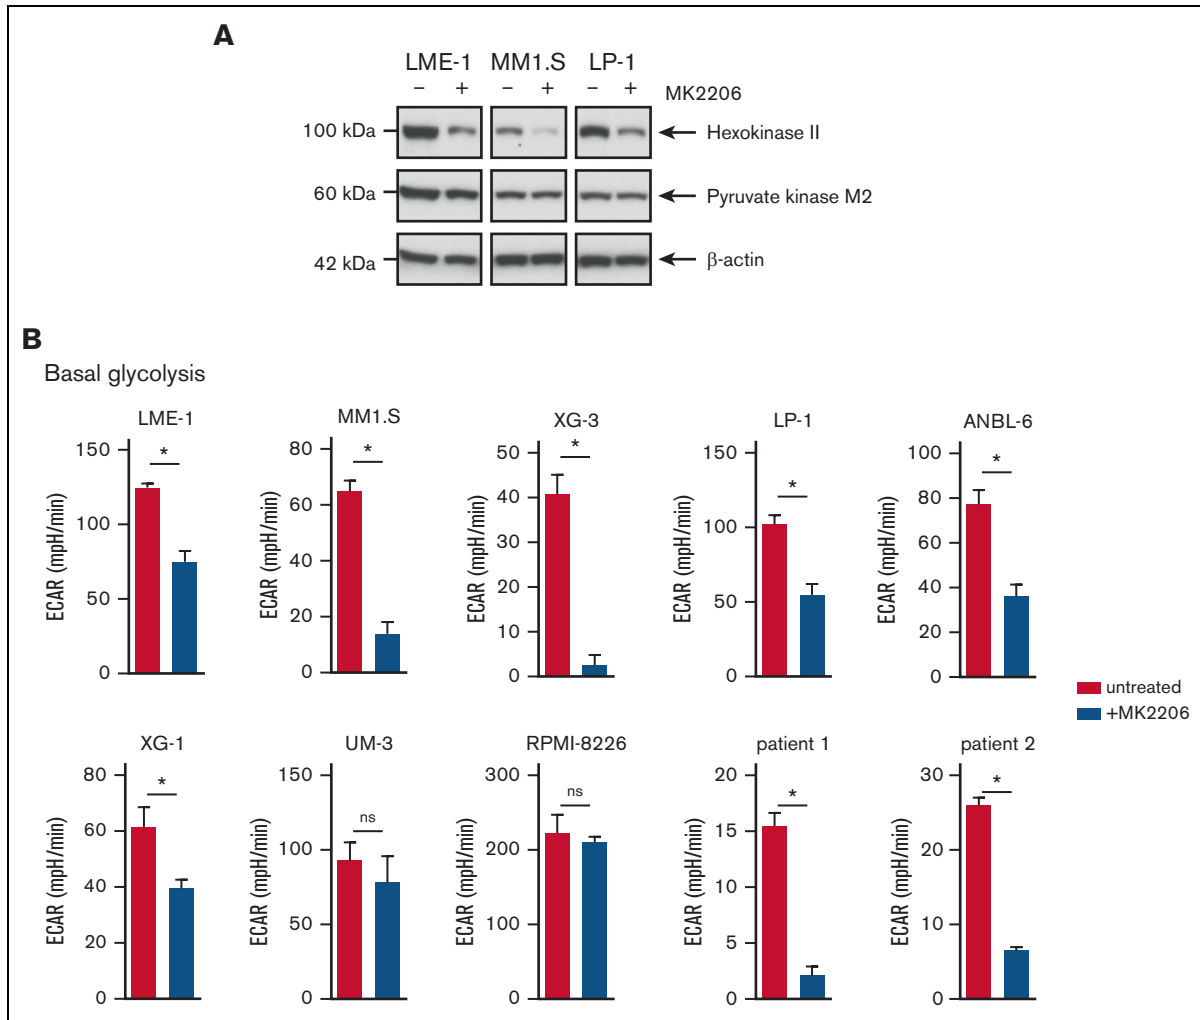 A
LME-1 MM1.S LP-1
– + – + – + MK2206
100 kDa Hexokinase II
60 kDa Pyruvate kinase M2
42 kDa β-actin
B
Basal glycolysis
LME-1
150
100
50
0
ECAR (mpH/min)
*
MM1.S
80
60
40
20
0
ECAR (mpH/min)
*
XG-3
50
40
30
20
10
0
ECAR (mpH/min)
*
LP-1
150
100
50
0
ECAR (mpH/min)
*
ANBL-6
100
80
60
40
20
0
ECAR (mpH/min)
*
untreated
+MK2206
XG-1
80
60
40
20
0
ECAR (mpH/min)
*
UM-3
150
100
50
0
ECAR (mpH/min)
ns
RPMI-8226
300
200
100
0
ECAR (mpH/min)
ns
patient 1
20
15
10
5
0
ECAR (mpH/min)
*
patient 2
30
20
10
0
ECAR (mpH/min)
*